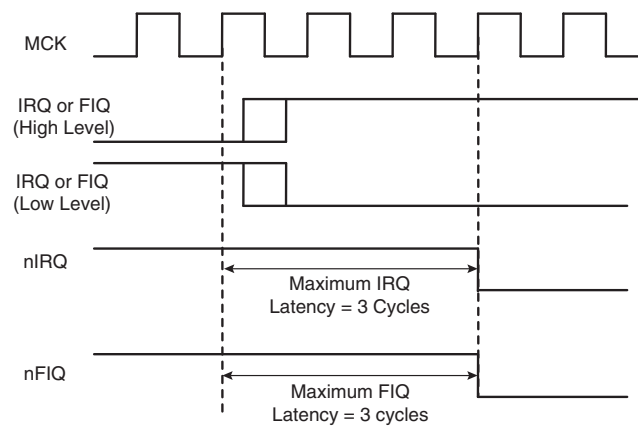 MCK
IRQ or FIQ
(High Level)
IRQ or FIQ
(Low Level)
nIRQ
Maximum IRQ
Latency = 3 Cycles
nFIQ
Maximum FIQ
Latency = 3 cycles